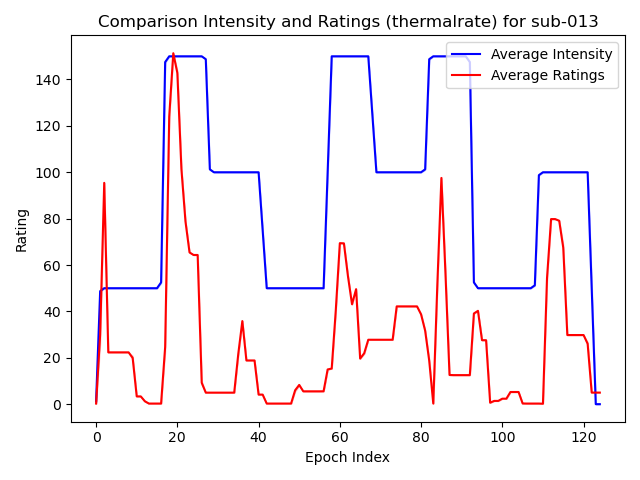 Comparison Intensity and Ratings (thermalrate) for sub-013
Average Intensity
Average Ratings
Rating
140
120
100
80
60
40
20
0
0 20 40 60 80 100 120
Epoch Index